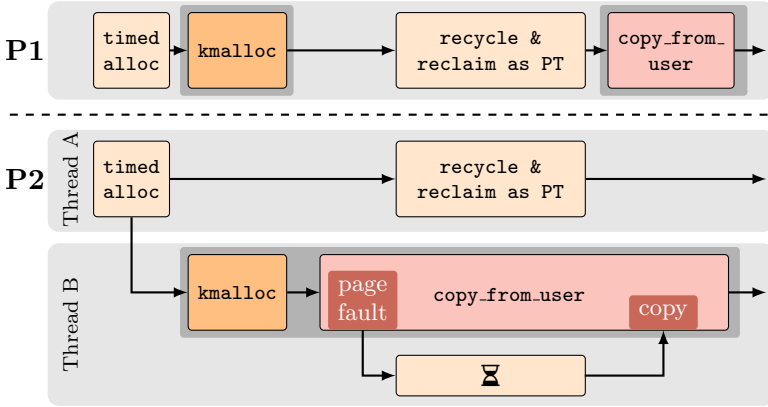 P1
timed
alloc
kmalloc
recycle &
reclaim as PT
copy_from_
user
P2
Thread A
timed
alloc
recycle &
reclaim as PT
Thread B
kmalloc
page
fault
copy_from_user
copy